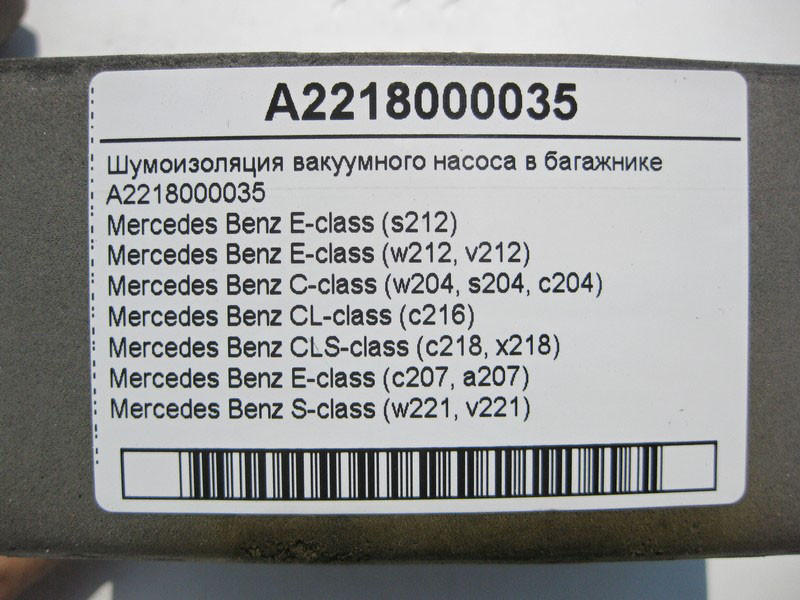 A2218000035
Шумоизоляция вакуумного насоса в багажнике
A2218000035
Mercedes Benz E-class (s212)
Mercedes Benz E-class (w212, v212)
Mercedes Benz C-class (w204, s204, c204)
Mercedes Benz CL-class (c216)
Mercedes Benz CLS-class (c218, x218)
Mercedes Benz E-class (c207, a207)
Mercedes Benz S-class (w221, v221)